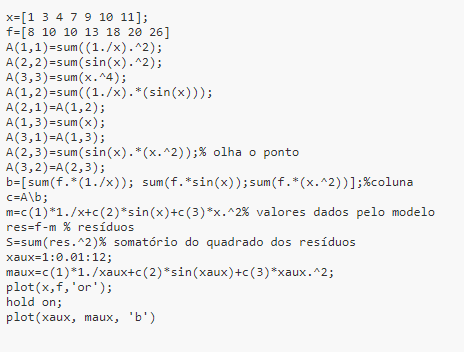 x=[1 3 4 7 9 10 11];
f=[8 10 10 13 18 20 26]
A(1,1)=sum((1./x).^2);
A(2,2)=sum(sin(x).^2);
A(3,3)=sum(x.^4);
A(1,2)=sum((1./x).*(sin(x)));
A(2,1)=A(1,2);
A(1,3)=sum(x);
A(3,1)=A(1,3);
A(2,3)=sum(sin(x).*(x.^2));% olha o ponto
A(3,2)=A(2,3);
b=[sum(f.*(1./x)); sum(f.*sin(x));sum(f.*(x.^2))];%coluna
c=A\b;
m=c(1)*1./x+c(2)*sin(x)+c(3)*x.^2% valores dados pelo modelo
res=f-m % resíduos
S=sum(res.^2)% somatório do quadrado dos resíduos
xaux=1:0.01:12;
maux=c(1)*1./xaux+c(2)*sin(xaux)+c(3)*xaux.^2;
plot(x,f,'or');
hold on;
plot(xaux, maux, 'b')